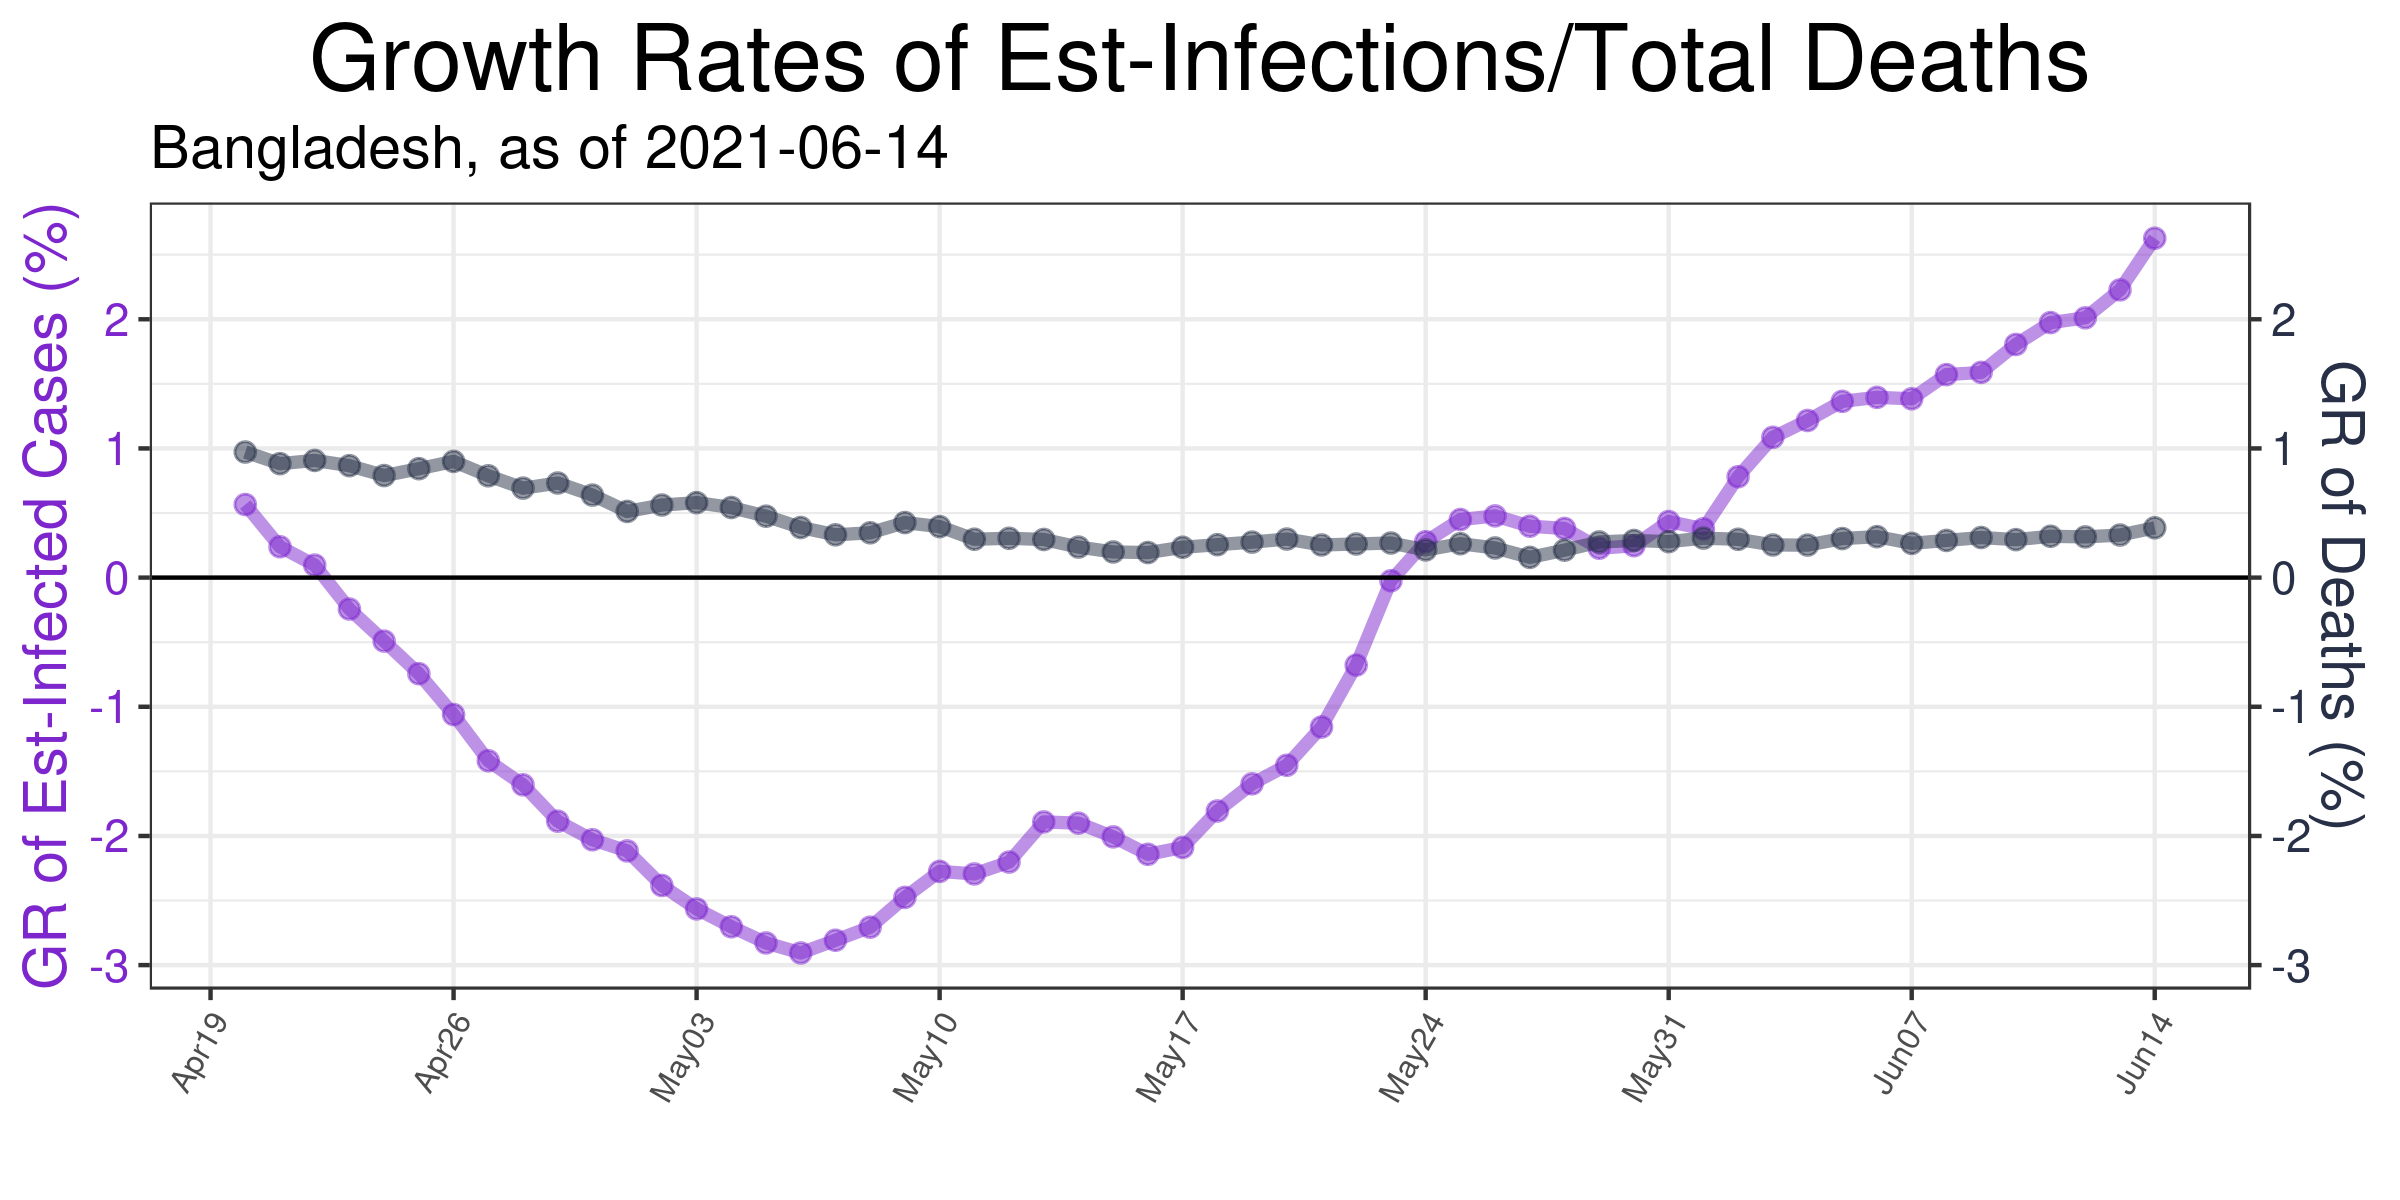 Growth Rates of Est-Infections/Total Deaths
Bangladesh, as of 2021-06-14
GR of Est-Infected Cases (%)
2
1
0
-1
-2
-3
2
1
0
-1
-2
-3
GR of Deaths (%)
Apr19
Apr26
May03
May10
May17
May24
May31
Jun07
Jun14